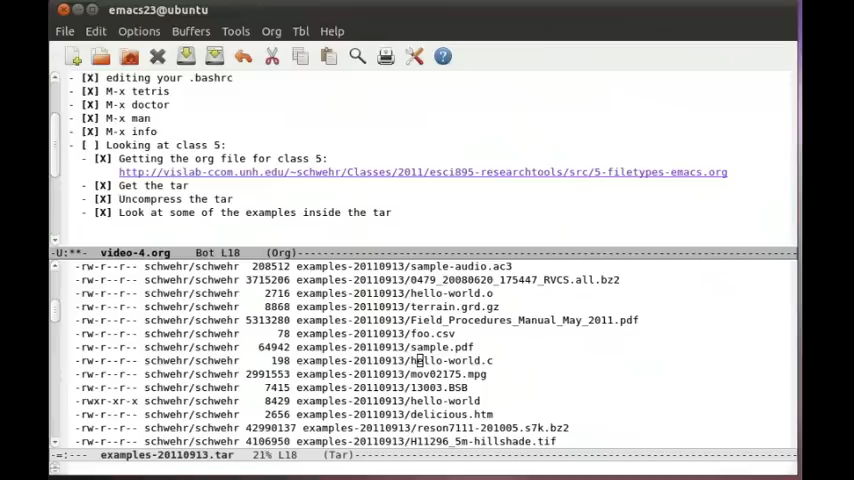 emacs23@ubuntu
File Edit Options Buffers Tools Org Tbl Help
- [X] editing your .bashrc
- [X] M-x tetris
- [X] M-x doctor
- [X] M-x man
- [X] M-x info
- [ ] Looking at class 5:
- [X] Getting the org file for class 5:
http://vislab-ccom.unh.edu/~schwehr/Classes/2011/esci895-researchtools/src/5-filetypes-emacs.org
- [X] Get the tar
- [X] Uncompress the tar
- [X] Look at some of the examples inside the tar
-U:**- video-4.org Bot L18 (Org)
-rw-r--r-- schwehr/schwehr 208512 examples-20110913/sample-audio.ac3
-rw-r--r-- schwehr/schwehr 3715206 examples-20110913/0479_20080620_175447_RVCS.all.bz2
-rw-r--r-- schwehr/schwehr 2716 examples-20110913/hello-world.o
-rw-r--r-- schwehr/schwehr 8868 examples-20110913/terrain.grd.gz
-rw-r--r-- schwehr/schwehr 5313280 examples-20110913/Field_Procedures_Manual_May_2011.pdf
-rw-r--r-- schwehr/schwehr 78 examples-20110913/foo.csv
-rw-r--r-- schwehr/schwehr 64942 examples-20110913/sample.pdf
-rw-r--r-- schwehr/schwehr 198 examples-20110913/hello-world.c
-rw-r--r-- schwehr/schwehr 2991553 examples-20110913/mov02175.mpg
-rw-r--r-- schwehr/schwehr 7415 examples-20110913/13003.BSB
-rwxr-xr-x schwehr/schwehr 8429 examples-20110913/hello-world
-rw-r--r-- schwehr/schwehr 2656 examples-20110913/delicious.htm
-rw-r--r-- schwehr/schwehr 42990137 examples-20110913/reson7111-201005.s7k.bz2
-rw-r--r-- schwehr/schwehr 4106950 examples-20110913/H11296_5m-hillshade.tif
-=:--- examples-20110913.tar 21% L18 (Tar)